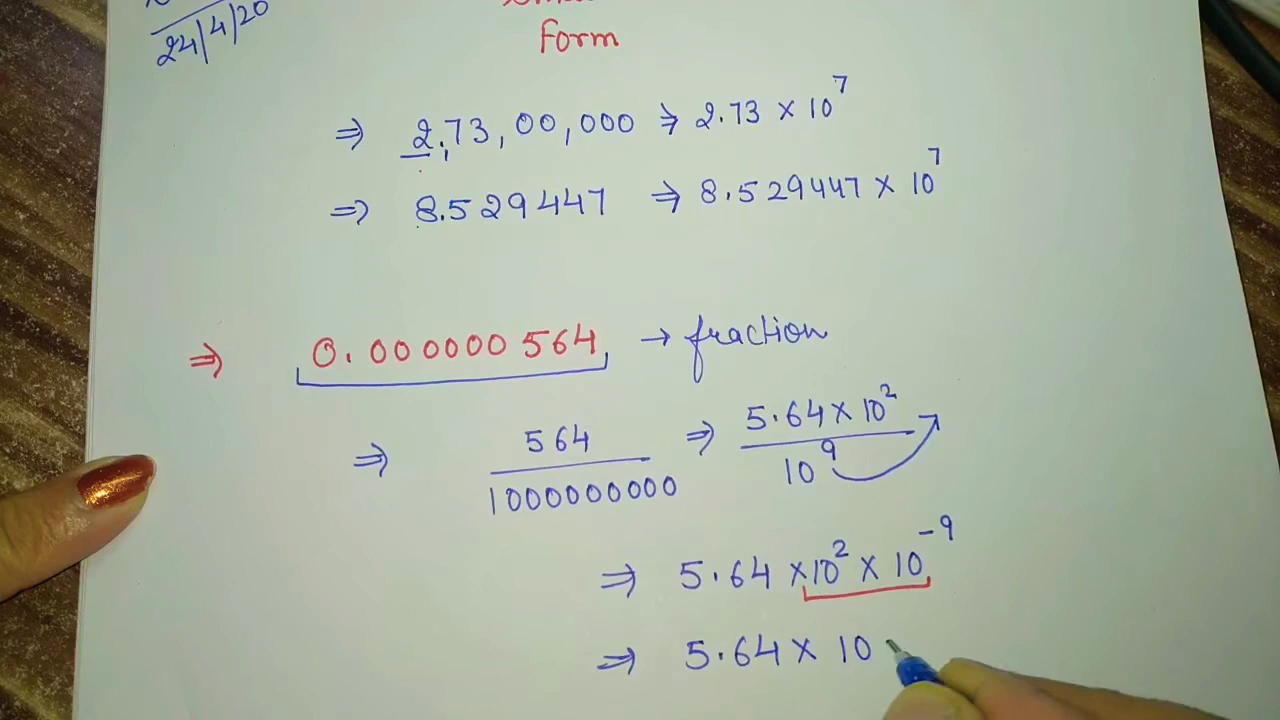 24/4/20
form
⇒ 2.73,00,000 ⇒ 2.73 × 10⁷
⇒ 8.529447 ⇒ 8.529447 × 10⁷
⇒ 0.000000564 → fraction
⇒ 564/1000000000 ⇒ 5.64 × 10²/10⁹
⇒ 5.64 × 10² × 10⁻⁹
⇒ 5.64 × 10